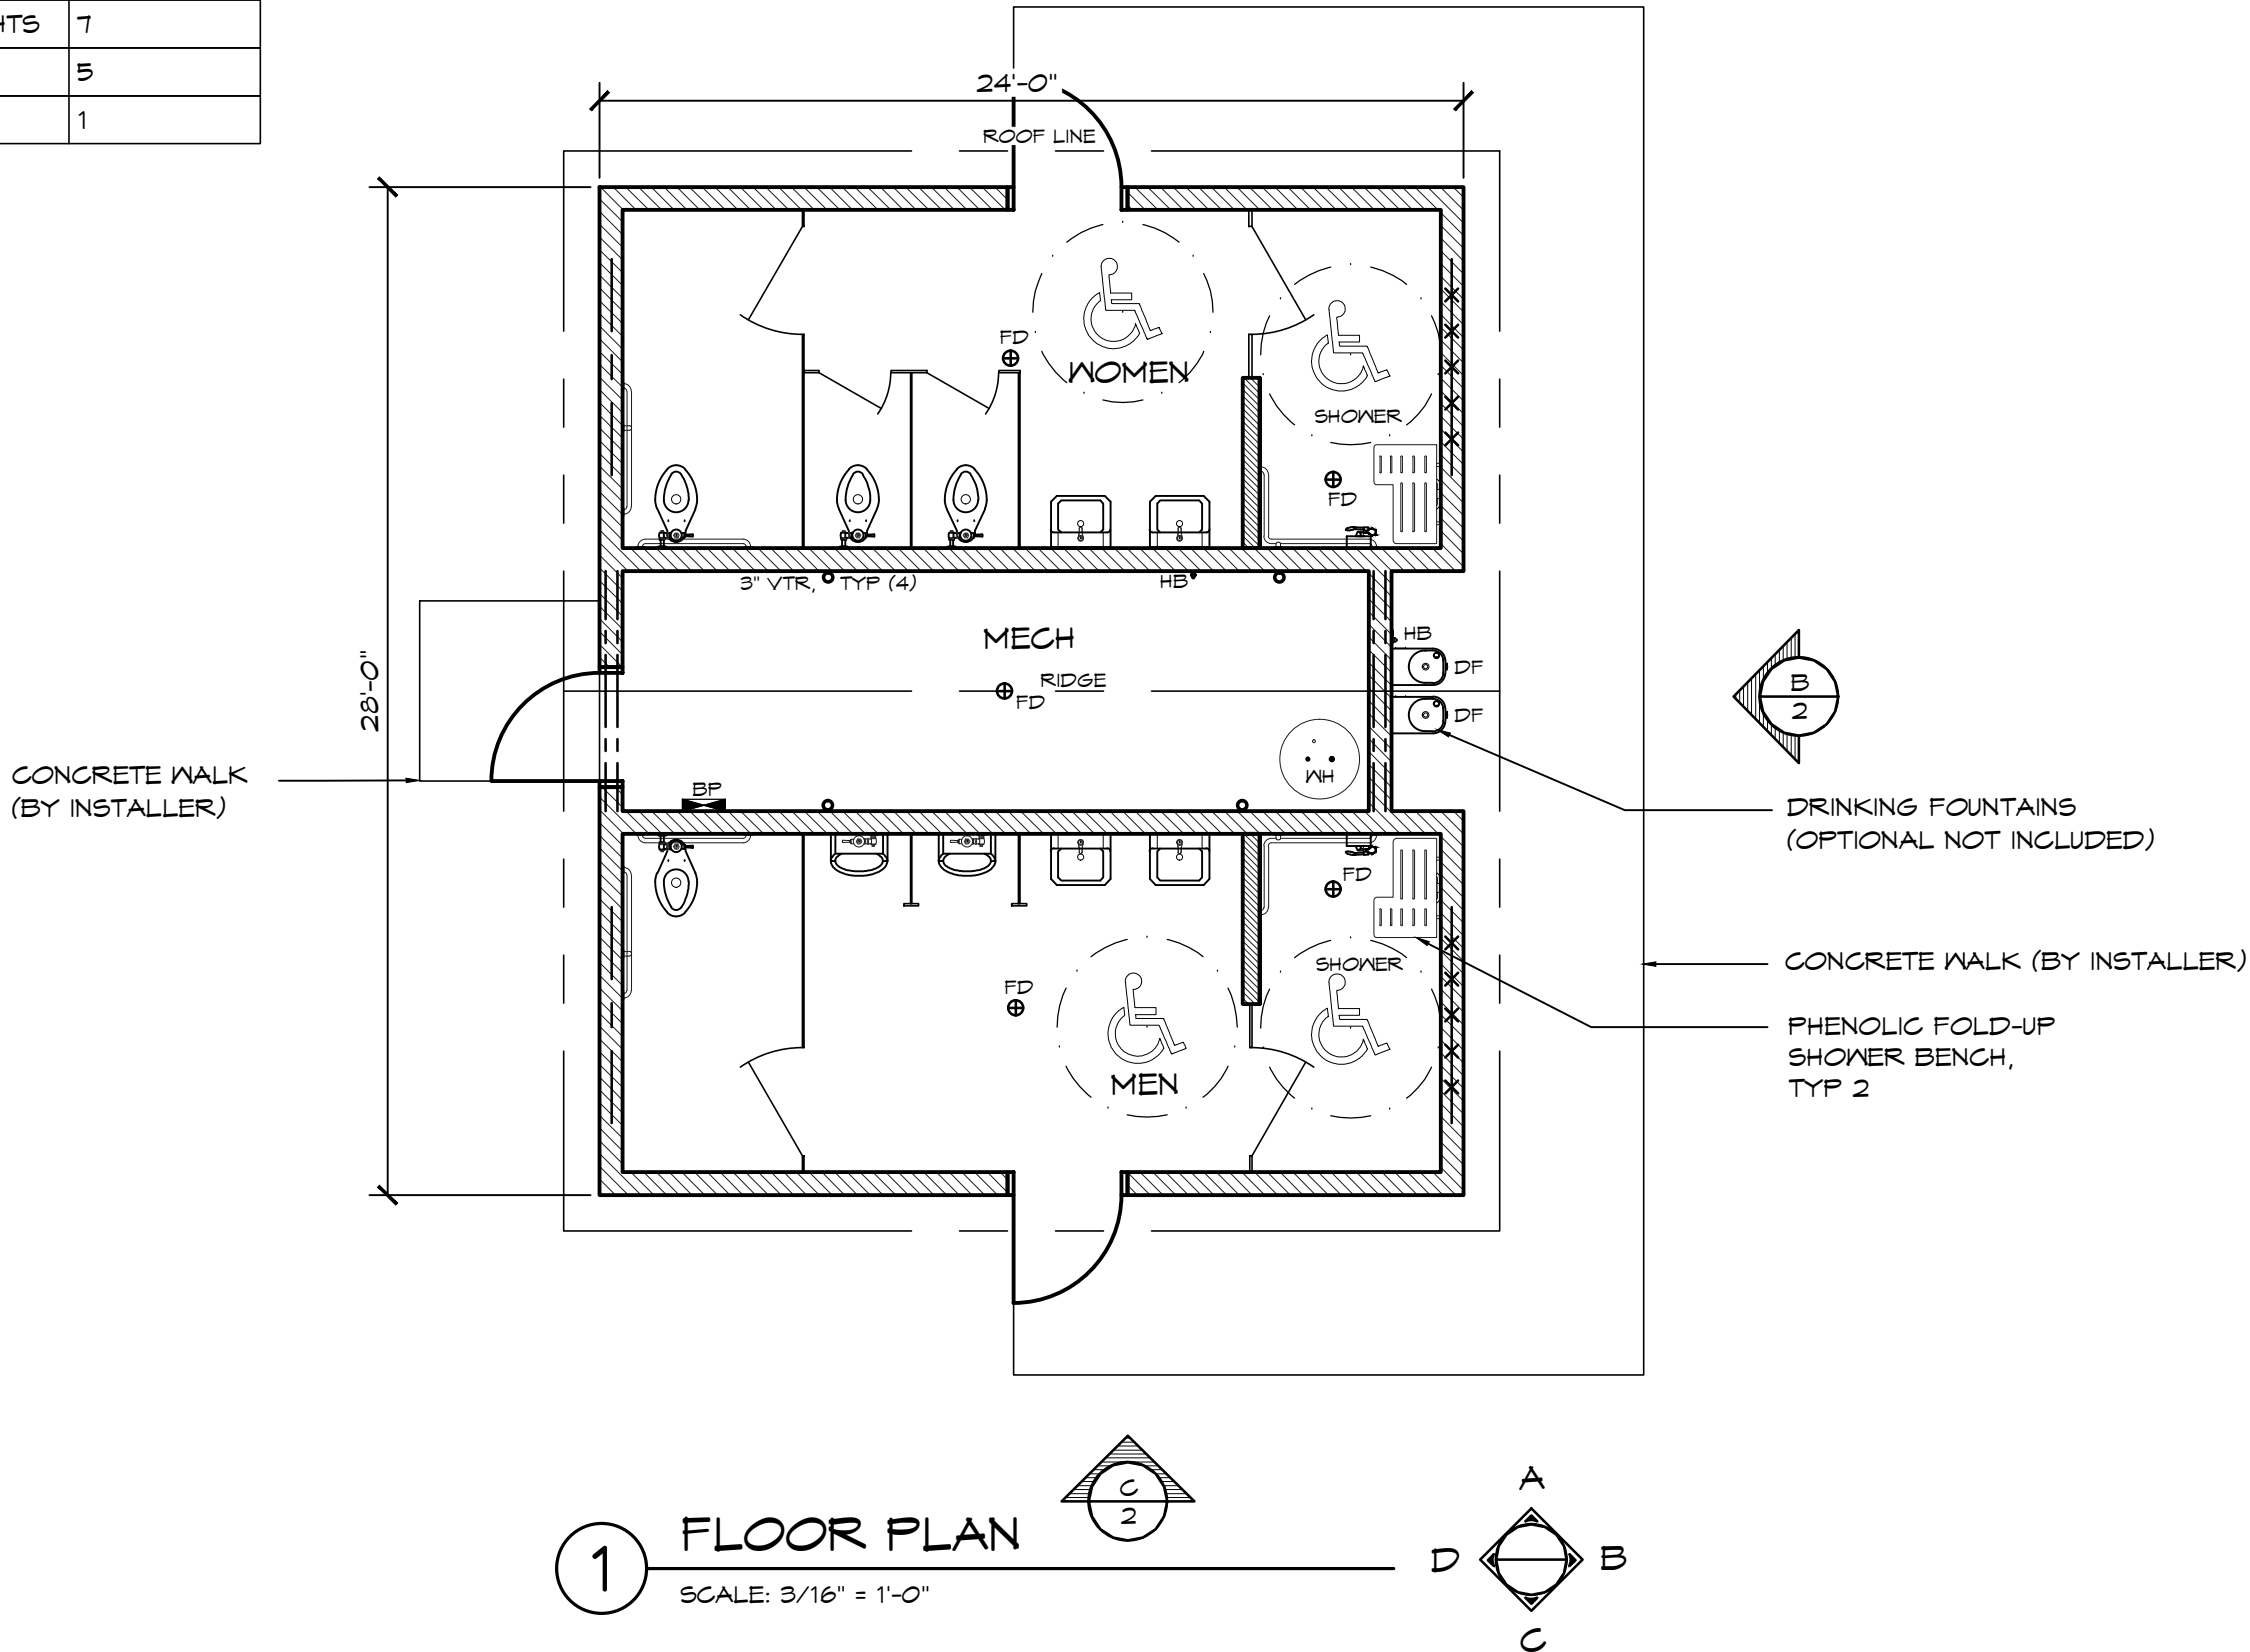 7
5
1
24'-0"
ROOF LINE
FD
WOMEN
SHOWER
FD
3" VTR, TYP (4)
HB
MECH
HB
DF
RIDGE
FD
DF
28'-0"
B
2
WH
BP
CONCRETE WALK
(BY INSTALLER)
DRINKING FOUNTAINS
(OPTIONAL NOT INCLUDED)
FD
SHOWER
CONCRETE WALK (BY INSTALLER)
FD
MEN
PHENOLIC FOLD-UP
SHOWER BENCH,
TYP 2
C
2
1
FLOOR PLAN
SCALE: 3/16" = 1'-0"
A
D
B
C